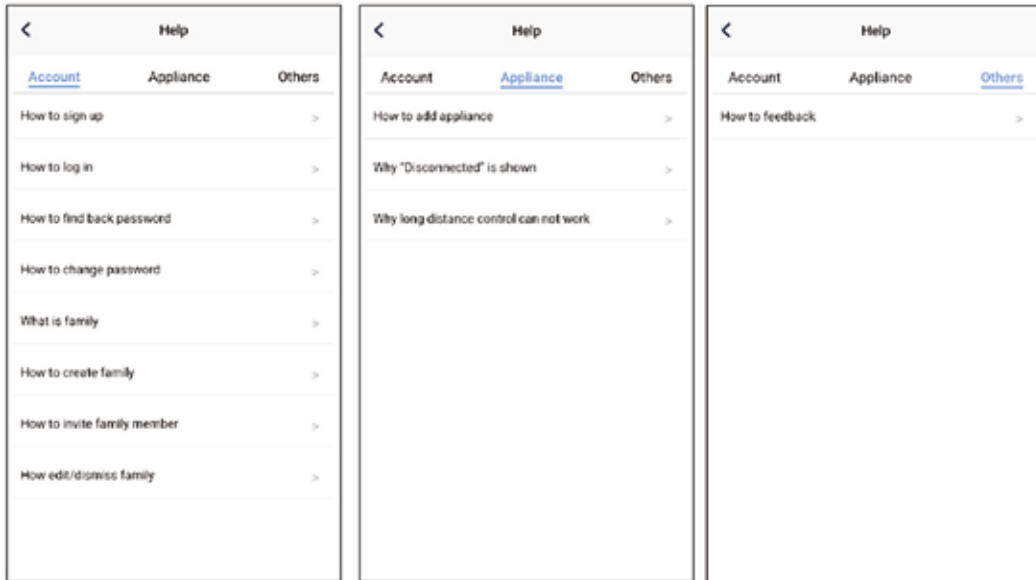 Help
Account Appliance Others
How to sign up >
How to log in >
How to find back password >
How to change password >
What is family >
How to create family >
How to invite family member >
How edit/dismiss family >
Help
Account Appliance Others
How to add appliance >
Why "Disconnected" is shown >
Why long distance control can not work >
Help
Account Appliance Others
How to feedback >